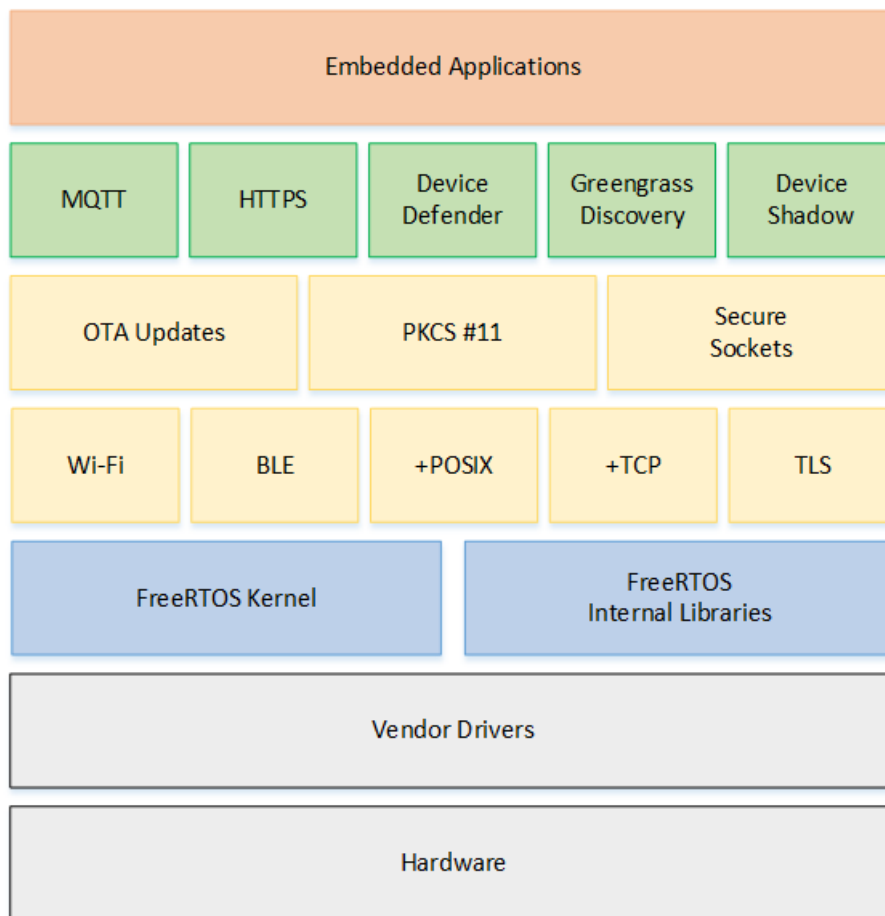 Embedded Applications
MQTT
HTTPS
Device
Defender
Greengrass
Discovery
Device
Shadow
OTA Updates
PKCS #11
Secure
Sockets
Wi-Fi
BLE
+POSIX
+TCP
TLS
FreeRTOS Kernel
FreeRTOS
Internal Libraries
Vendor Drivers
Hardware